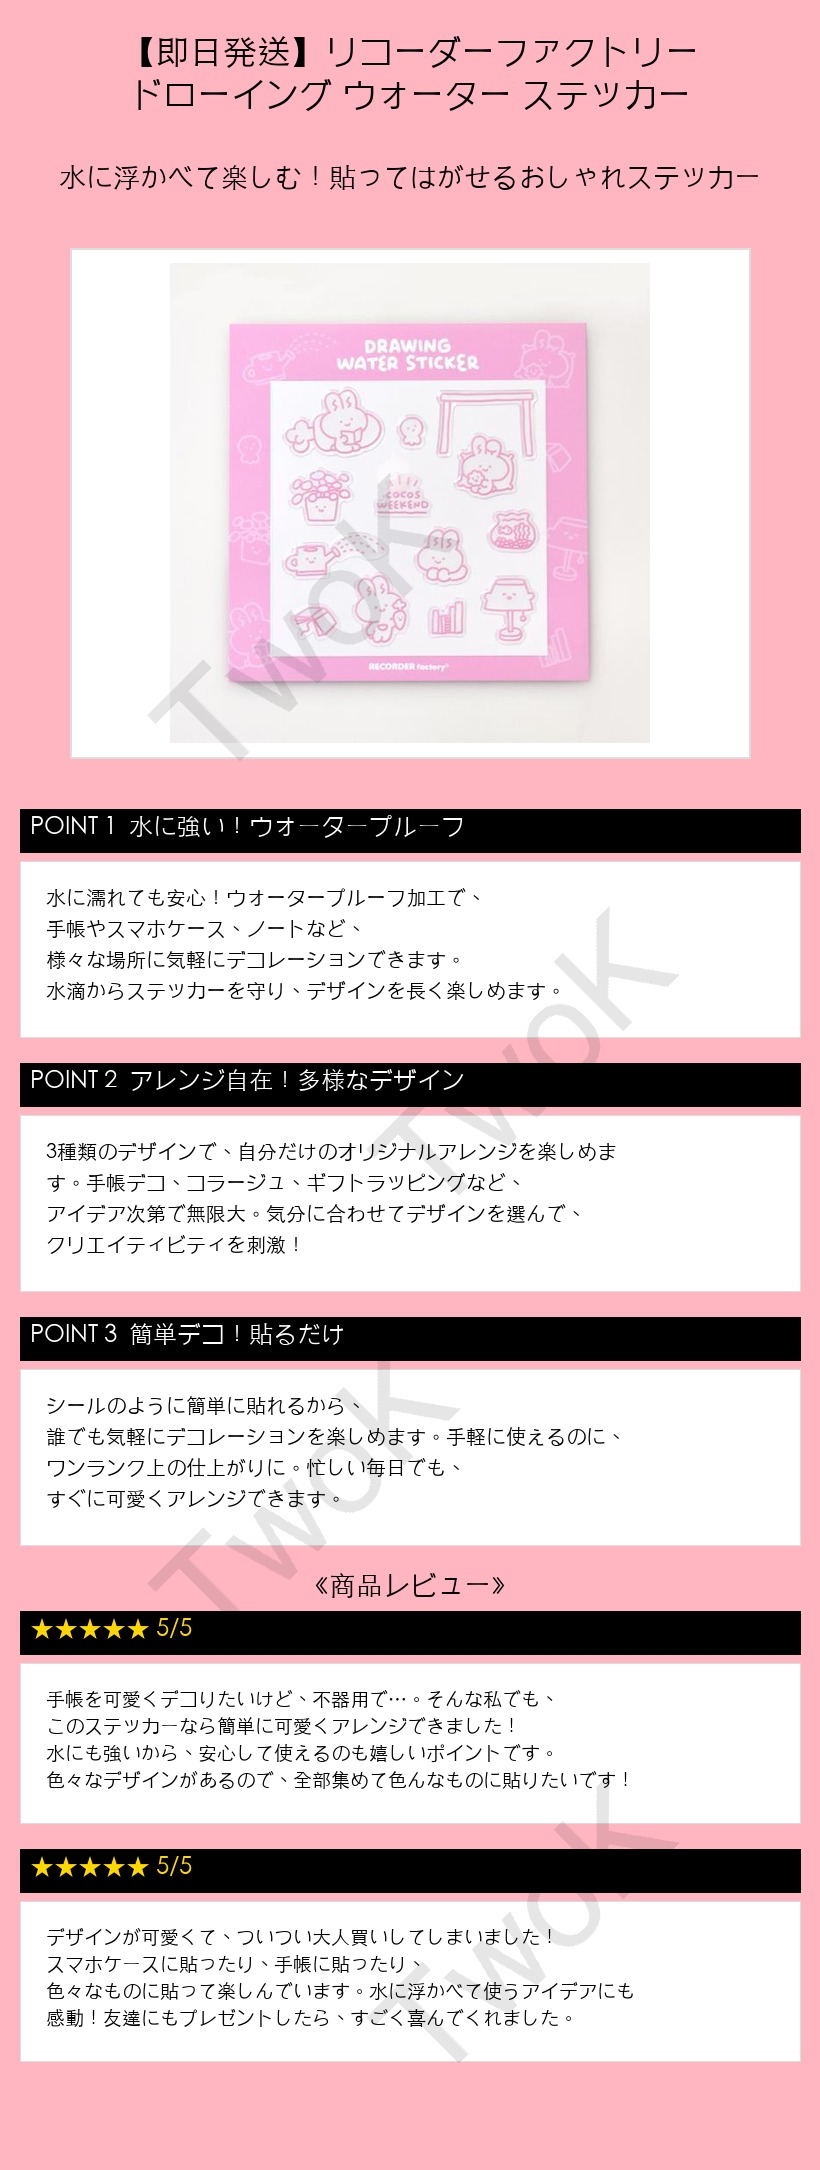 【即日発送】リコーダーファクトリー
ドローイング ウォーター ステッカー
水に浮かべて楽しむ！貼ってはがせるおしゃれステッカー
DRAWING
WATER STICKER
COCOS
WEEKEND
RECORDER factory®
TwoK
POINT 1 水に強い！ウォータープルーフ
水に濡れても安心！ウォータープルーフ加工で、
手帳やスマホケース、ノートなど、
様々な場所に気軽にデコレーションできます。
水滴からステッカーを守り、デザインを長く楽しめます。
TwoK
POINT 2 アレンジ自在！多様なデザイン
3種類のデザインで、自分だけのオリジナルアレンジを楽しめま
す。手帳デコ、コラージュ、ギフトラッピングなど、
アイデア次第で無限大。気分に合わせてデザインを選んで、
クリエイティビティを刺激！
POINT 3 簡単デコ！貼るだけ
シールのように簡単に貼れるから、
誰でも気軽にデコレーションを楽しめます。手軽に使えるのに、
ワンランク上の仕上がりに。忙しい毎日でも、
すぐに可愛くアレンジできます。
TwoK
《商品レビュー》
★★★★★ 5/5
手帳を可愛くデコりたいけど、不器用で…。そんな私でも、
このステッカーなら簡単に可愛くアレンジできました！
水にも強いから、安心して使えるのも嬉しいポイントです。
色々なデザインがあるので、全部集めて色んなものに貼りたいです！
★★★★★ 5/5
デザインが可愛くて、ついつい大人買いしてしまいました！
スマホケースに貼ったり、手帳に貼ったり、
色々なものに貼って楽しんでいます。水に浮かべて使うアイデアにも
感動！友達にもプレゼントしたら、すごく喜んでくれました。
TwoK